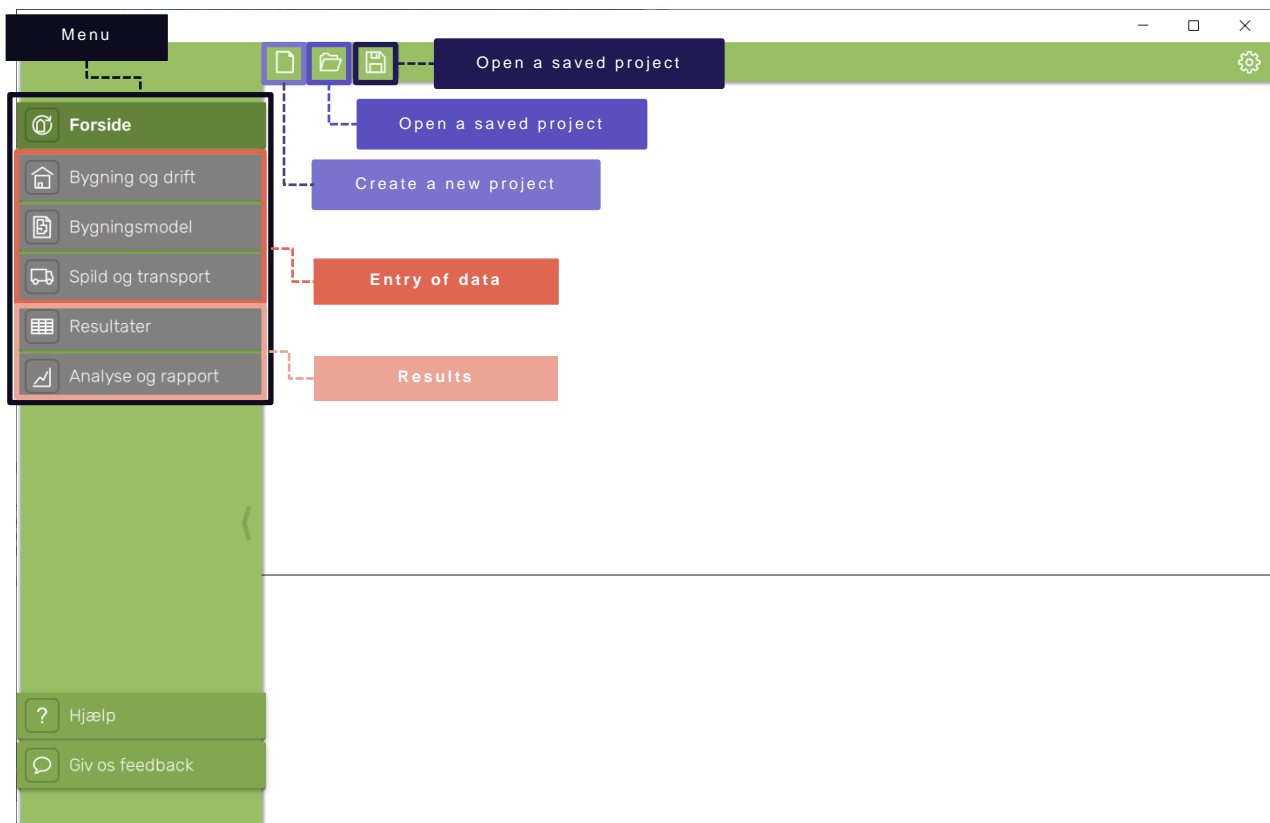 Menu
Open a saved project
Forside
Open a saved project
Bygning og drift
Create a new project
Bygningsmodel
Spild og transport
Entry of data
Resultater
Analyse og rapport
Results
?
Hjælp
Giv os feedback